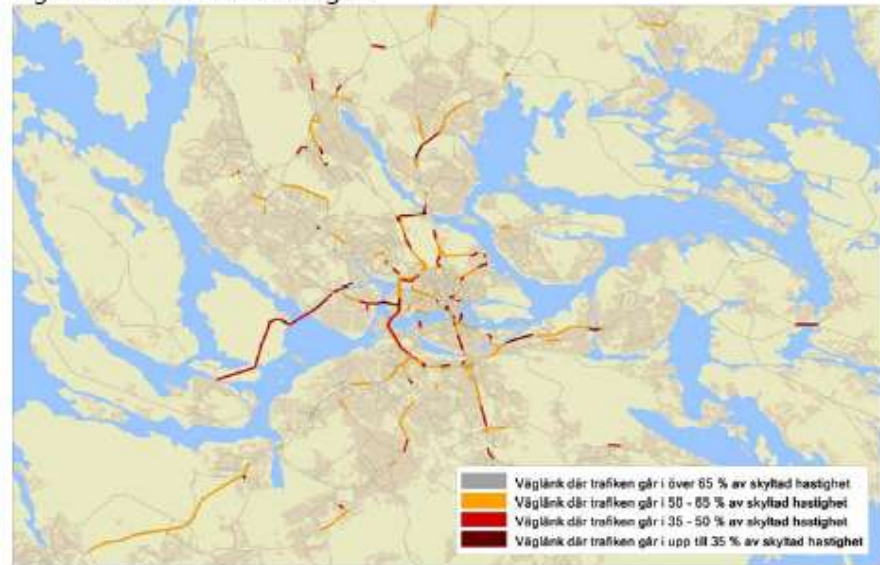 Väglänk där trafiken går i över 65 % av skyltad hastighet
Väglänk där trafiken går i 50 - 65 % av skyltad hastighet
Väglänk där trafiken går i 35 - 50 % av skyltad hastighet
Väglänk där trafiken går i upp till 35 % av skyltad hastighet